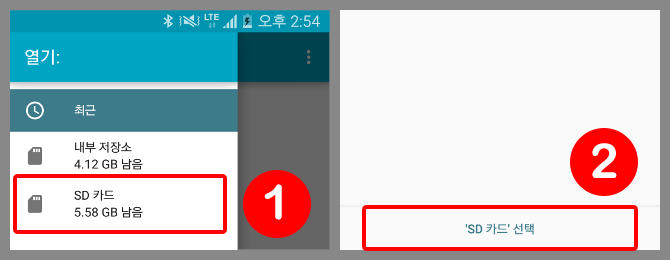 LTE 오후 2:54
열기:
최근
내부 저장소
4.12 GB 남음
SD 카드
5.58 GB 남음
1
2
'SD 카드' 선택